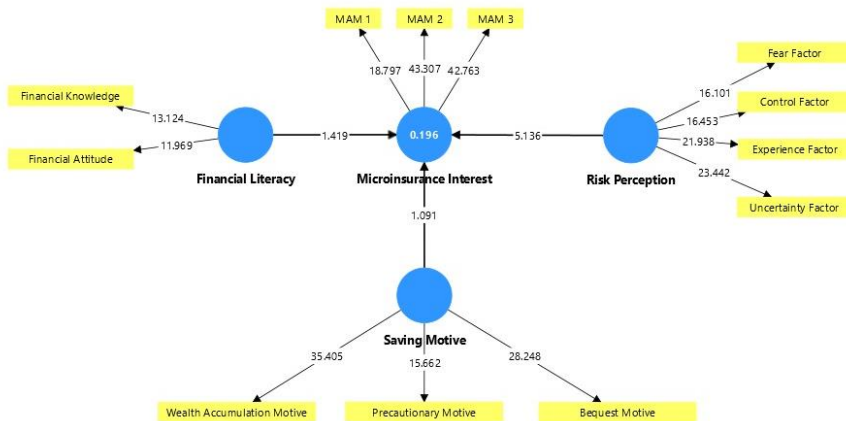 MAM 1
MAM 2
MAM 3
18.797
43.307
42.763
Fear Factor
Financial Knowledge
16.101
Control Factor
13.124
16.453
0.196
1.419
5.136
21.938
Experience Factor
Financial Attitude
11.969
23.442
Financial Literacy
Microinsurance Interest
Risk Perception
Uncertainty Factor
1.091
Saving Motive
35.405
15.662
28.248
Wealth Accumulation Motive
Precautionary Motive
Bequest Motive